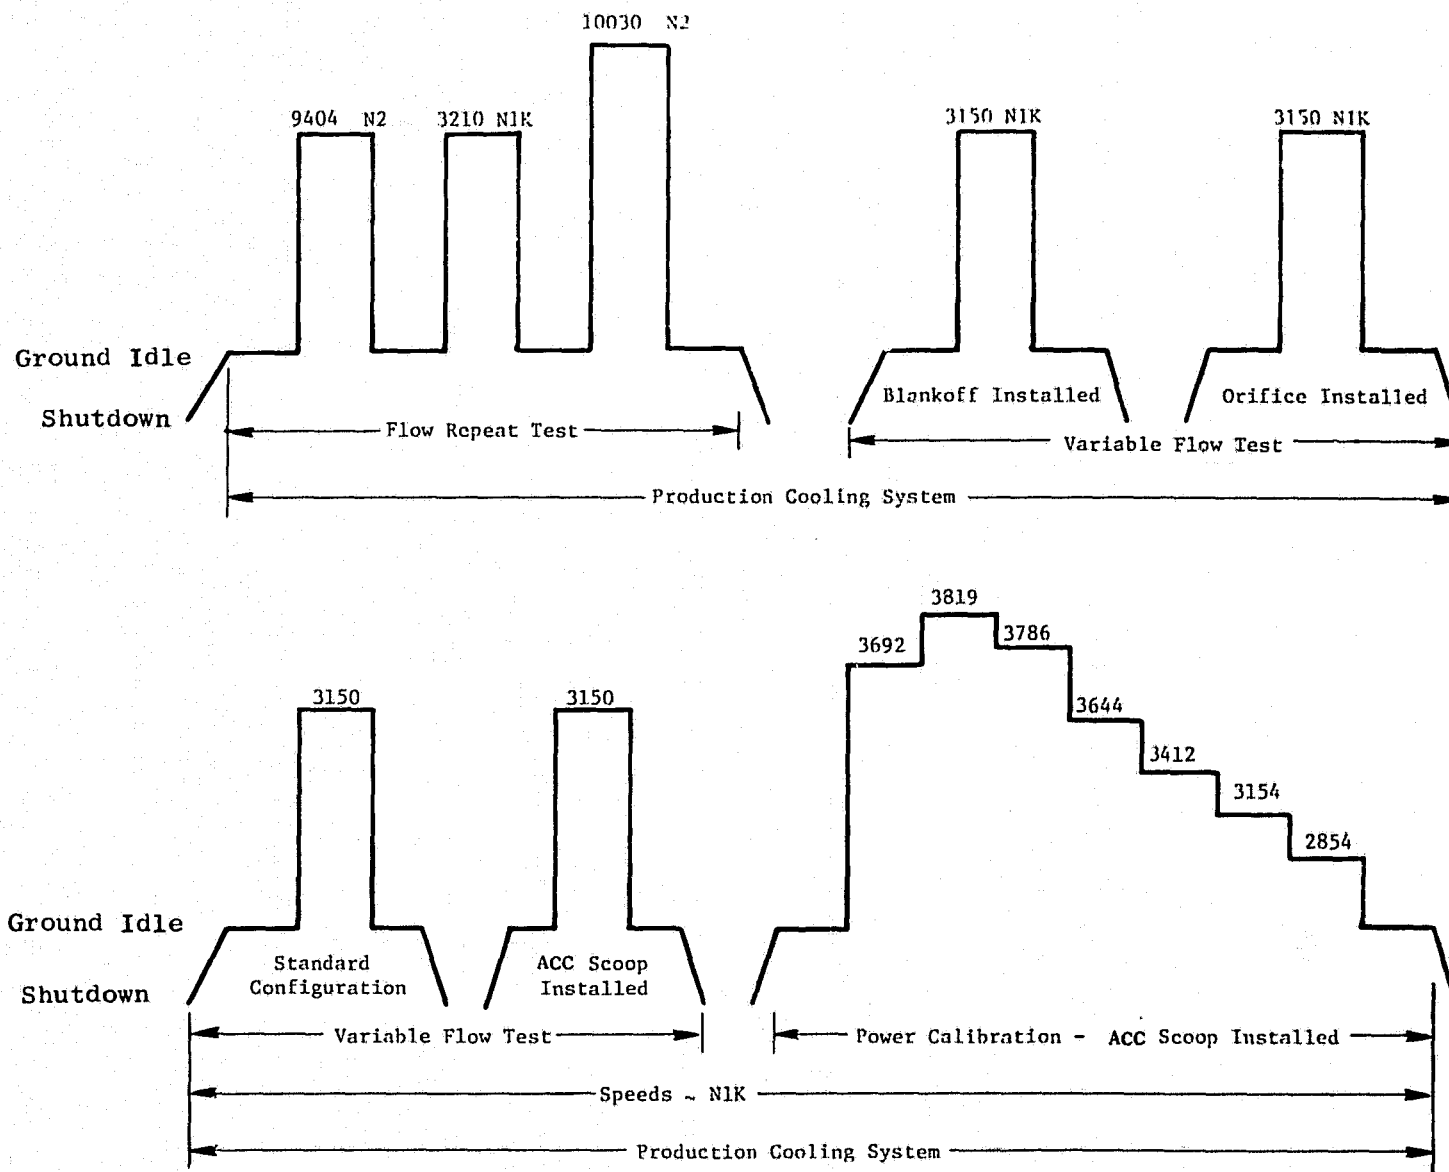 10030 N2
9404 N2
3210 N1K
3150 N1K
3150 N1K
Ground Idle
Shutdown
Blankoff Installed
Orifice Installed
Flow Repeat Test
Variable Flow Test
Production Cooling System
3819
3692
3786
3150
3150
3644
3412
3154
2854
Ground Idle
Shutdown
Standard
Configuration
ACC Scoop
Installed
Variable Flow Test
Power Calibration - ACC Scoop Installed
Speeds ~ N1K
Production Cooling System